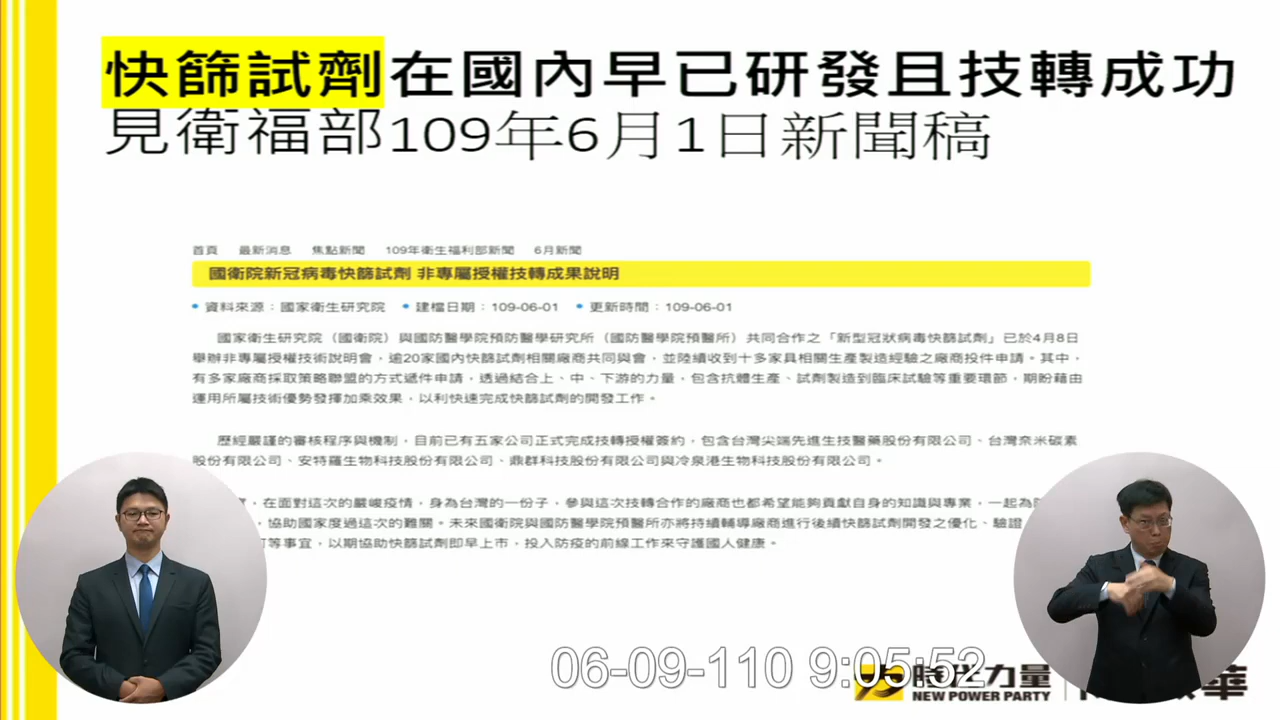 快篩試劑在國內早已研發且技轉成功
見衛福部109年6月1日新聞稿
首頁 最新消息 焦點新聞 109年衛生福利部新聞 6月新聞
國衛院新冠病毒快篩試劑 非專屬授權技轉成果說明
• 資料來源：國家衛生研究院 • 建檔日期：109-06-01 • 更新時間：109-06-01
國家衛生研究院（國衛院）與國防醫學院預防醫學研究所（國防醫學院預醫所）共同合作之「新型冠狀病毒快篩試劑」已於4月8日
舉辦非專屬授權技術說明會，逾20家國內快篩試劑相關廠商共同與會，並陸續收到十多家具相關生產製造經驗之廠商投件申請。其中，
有多家廠商採取策略聯盟的方式遞件申請，透過結合上、中、下游的力量，包含抗體生產、試劑製造到臨床試驗等重要環節，期盼藉由
運用所屬技術優勢發揮加乘效果，以利快速完成快篩試劑的開發工作。
歷經嚴謹的審核程序與機制，目前已有五家公司正式完成技轉授權簽約，包含台灣尖端先進生技醫藥股份有限公司、台灣奈米碳素
股份有限公司、安特羅生物科技股份有限公司、鼎群科技股份有限公司與冷泉港生物科技股份有限公司。
，在面對這次的嚴峻疫情，身為台灣的一份子，參與這次技轉合作的廠商也都希望能夠貢獻自身的知識與專業，一起為防
，協助國家度過這次的難關。未來國衛院與國防醫學院預醫所亦將持續輔導廠商進行後續快篩試劑開發之優化、驗證
等事宜，以期協助快篩試劑即早上市，投入防疫的前線工作來守護國人健康。
06-09-110 9:05:52
時代力量
NEW POWER PARTY
華